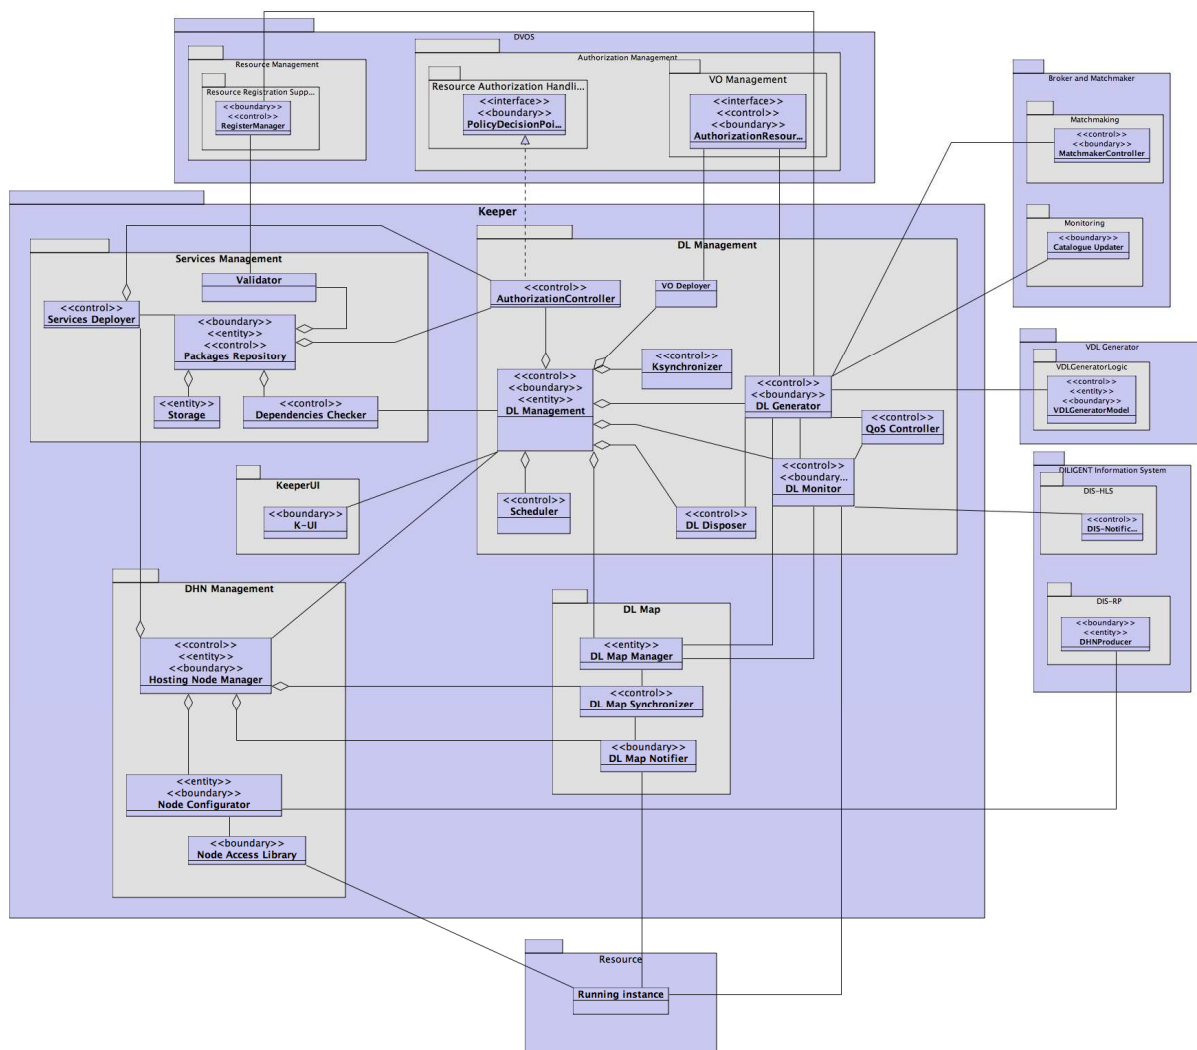 DVOS
Resource Management
Resource Registration Supp...
<<boundary>>
<<control>>
RegisterManager
Authorization Management
Resource Authorization Handli...
<<interface>>
<<boundary>>
PolicyDecisionPoi...
VO Management
<<interface>>
<<control>>
<<boundary>>
AuthorizationResour...
Broker and Matchmaker
Matchmaking
<<control>>
<<boundary>>
MatchmakerController
Monitoring
<<boundary>>
Catalogue Updater
Keeper
Services Management
Validator
<<control>>
Services Deployer
<<boundary>>
<<entity>>
<<control>>
Packages Repository
<<entity>>
Storage
<<control>>
Dependencies Checker
DL Management
<<control>>
AuthorizationController
VO Deployer
<<control>>
Ksynchronizer
<<control>>
<<boundary>>
<<entity>>
DL Management
<<control>>
<<boundary>>
DL Generator
<<control>>
QoS Controller
<<control>>
<<boundary...
DL Monitor
<<control>>
Scheduler
<<control>>
DL Disposer
VDL Generator
VDLGeneratorLogic
<<control>>
<<entity>>
<<boundary>>
VDLGeneratorModel
DILIGENT Information System
DIS-HLS
<<control>>
DIS-Notific...
DIS-RP
<<boundary>>
<<entity>>
DHNProducer
KeeperUI
<<boundary>>
K-UI
DHN Management
<<control>>
<<entity>>
<<boundary>>
Hosting Node Manager
<<entity>>
<<boundary>>
Node Configurator
<<boundary>>
Node Access Library
DL Map
<<entity>>
DL Map Manager
<<control>>
DL Map Synchronizer
<<boundary>>
DL Map Notifier
Resource
Running instance